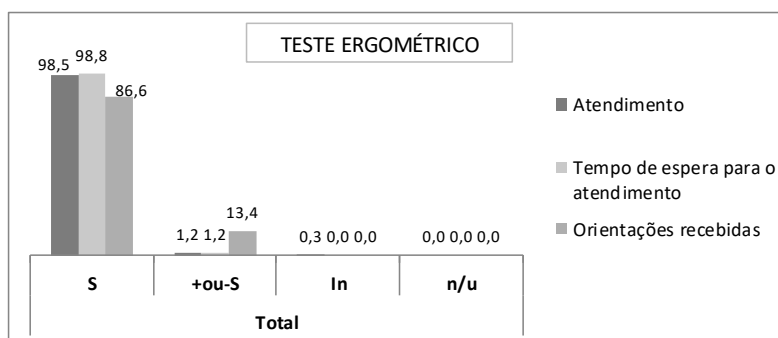 TESTE ERGOMÉTRICO
98,5 98,8 86,6
1,2 1,2 13,4
0,3 0,0 0,0
0,0 0,0 0,0
S +ou-S In n/u
Total
Atendimento
Tempo de espera para o
atendimento
Orientações recebidas